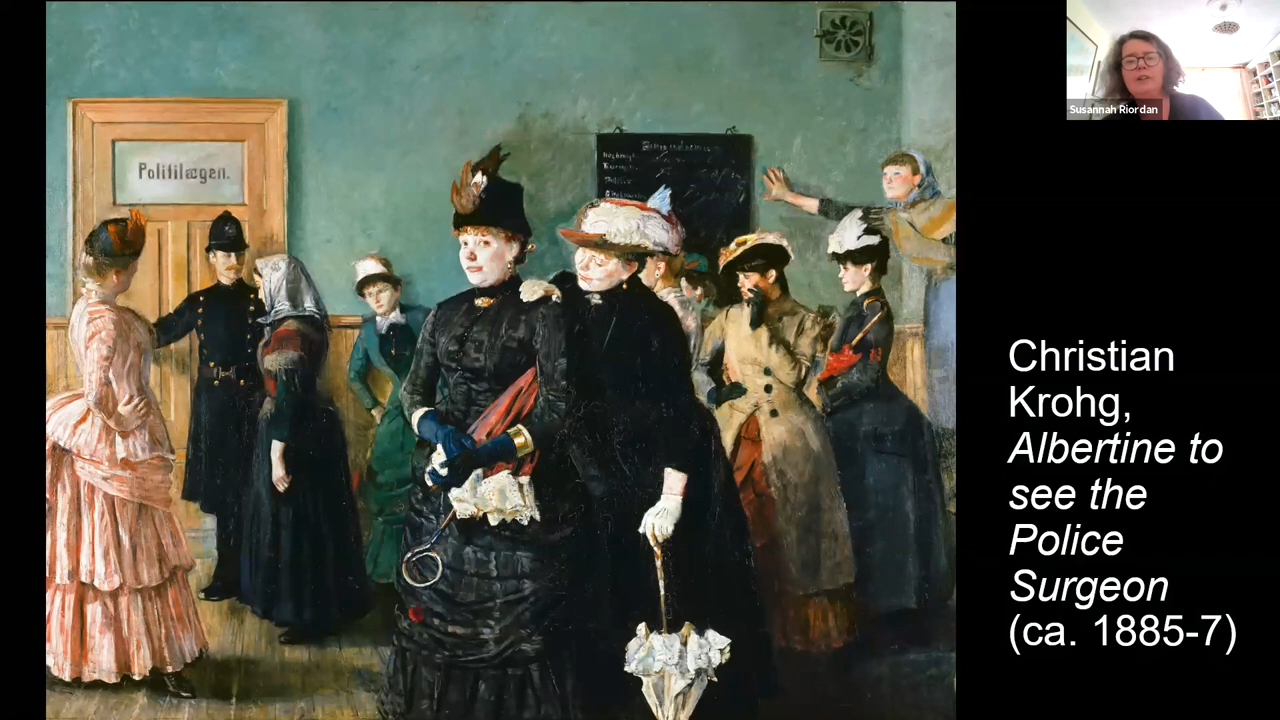 Susannah Riordan
Politilægen.
Christian
Krohg,
Albertine to
see the
Police
Surgeon
(ca. 1885-7)